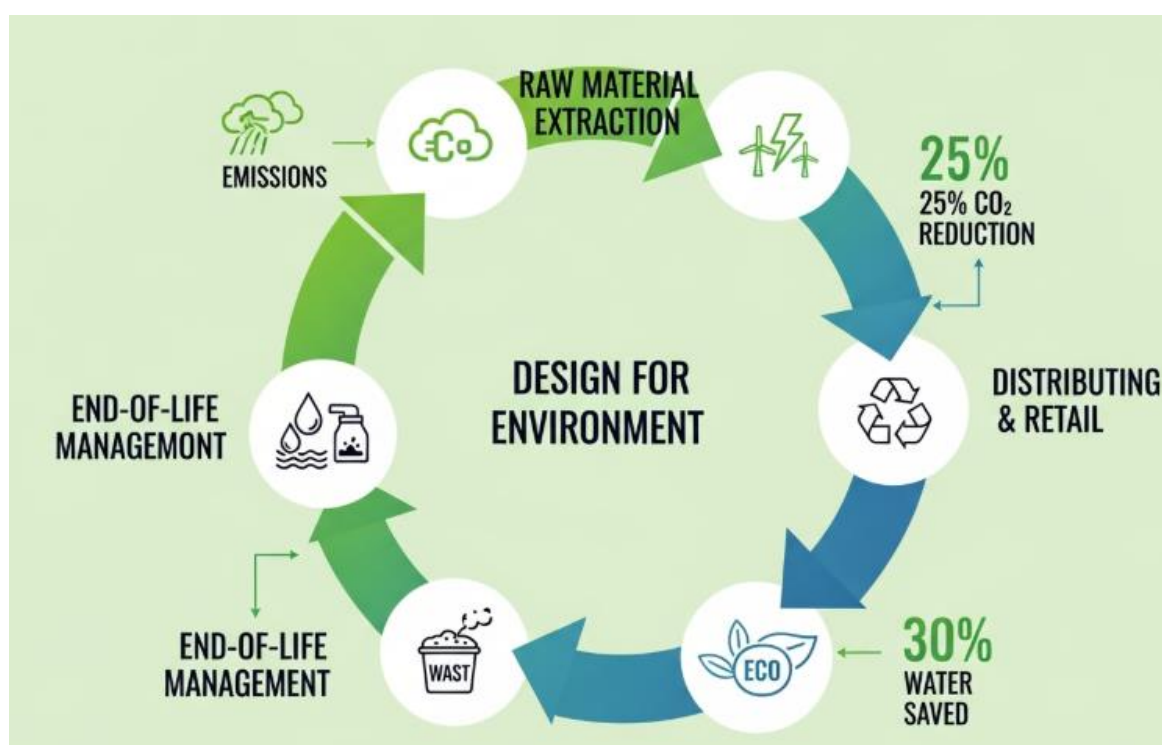 RAW MATERIAL
EXTRACTION
EMISSIONS
Co
25%
25% CO₂
REDUCTION
DESIGN FOR
ENVIRONMENT
DISTRIBUTING
& RETAIL
END-OF-LIFE
MANAGEMONT
END-OF-LIFE
MANAGEMENT
WAST
ECO
30%
WATER
SAVED